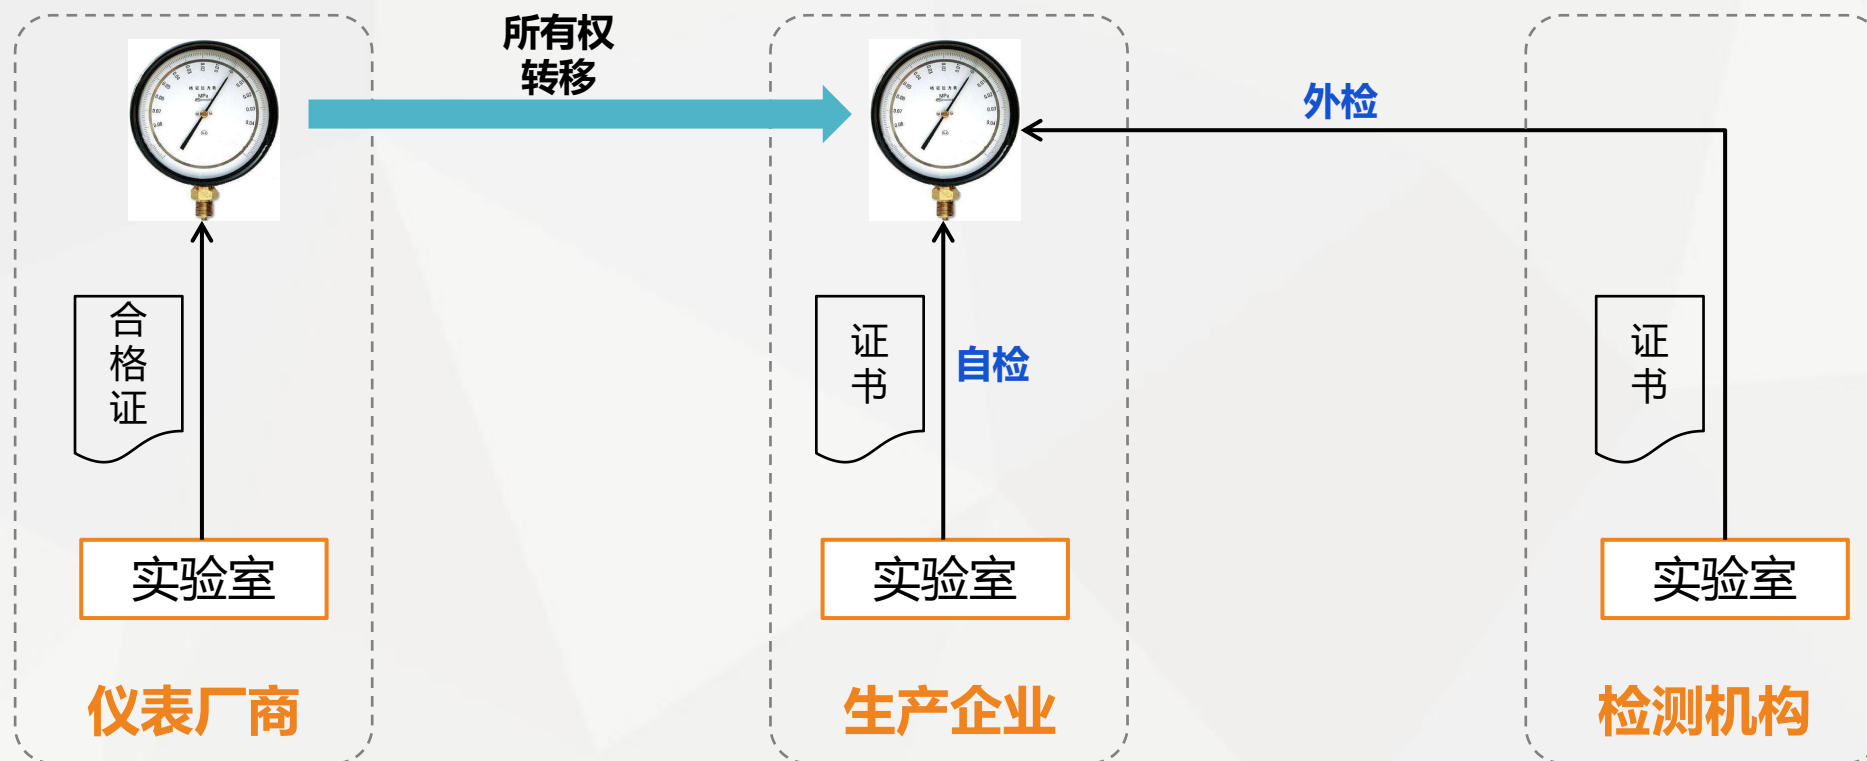 所有权
转移
外检
合
格
证
证
书
自检
证
书
实验室
实验室
实验室
仪表厂商
生产企业
检测机构